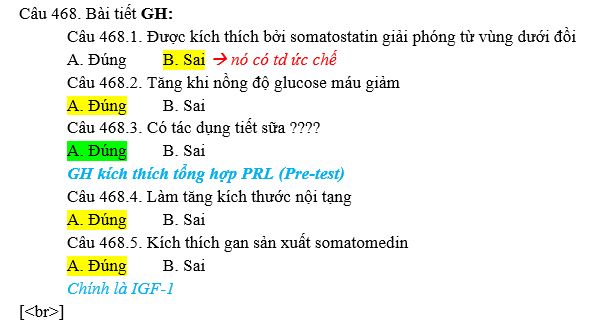 Câu 468. Bài tiết GH:
Câu 468.1. Được kích thích bởi somatostatin giải phóng từ vùng dưới đồi
A. Đúng B. Sai → nó có td ức chế
Câu 468.2. Tăng khi nồng độ glucose máu giảm
A. Đúng B. Sai
Câu 468.3. Có tác dụng tiết sữa ????
A. Đúng B. Sai
GH kích thích tổng hợp PRL (Pre-test)
Câu 468.4. Làm tăng kích thước nội tạng
A. Đúng B. Sai
Câu 468.5. Kích thích gan sản xuất somatomedin
A. Đúng B. Sai
Chính là IGF-1
[<br>]